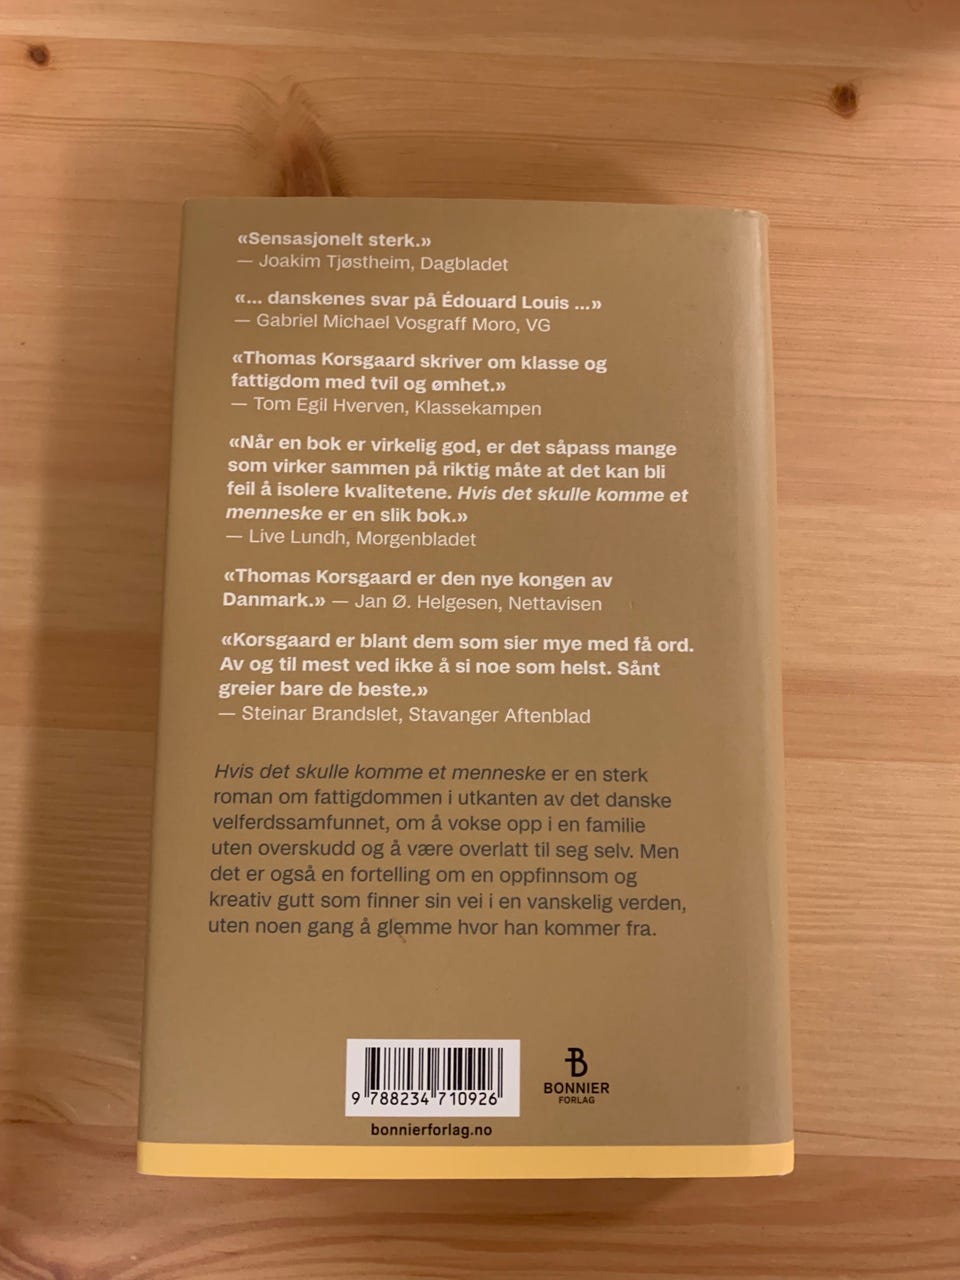 «Sensasjonelt sterk.»
— Joakim Tjøstheim, Dagbladet
«... danskenes svar på Édouard Louis ...»
— Gabriel Michael Vosgraff Moro, VG
«Thomas Korsgaard skriver om klasse og
fattigdom med tvil og ømhet.»
— Tom Egil Hverven, Klassekampen
«Når en bok er virkelig god, er det såpass mange
som virker sammen på riktig måte at det kan bli
feil å isolere kvalitetene. Hvis det skulle komme et
menneske er en slik bok.»
— Live Lundh, Morgenbladet
«Thomas Korsgaard er den nye kongen av
Danmark.» — Jan Ø. Helgesen, Nettavisen
«Korsgaard er blant dem som sier mye med få ord.
Av og til mest ved ikke å si noe som helst. Sånt
greier bare de beste.»
— Steinar Brandslet, Stavanger Aftenblad
Hvis det skulle komme et menneske er en sterk
roman om fattigdommen i utkanten av det danske
velferdssamfunnet, om å vokse opp i en familie
uten overskudd og å være overlatt til seg selv. Men
det er også en fortelling om en oppfinnsom og
kreativ gutt som finner sin vei i en vanskelig verden,
uten noen gang å glemme hvor han kommer fra.
9 788234 710926
bonnierforlag.no
B
BONNIER
FORLAG